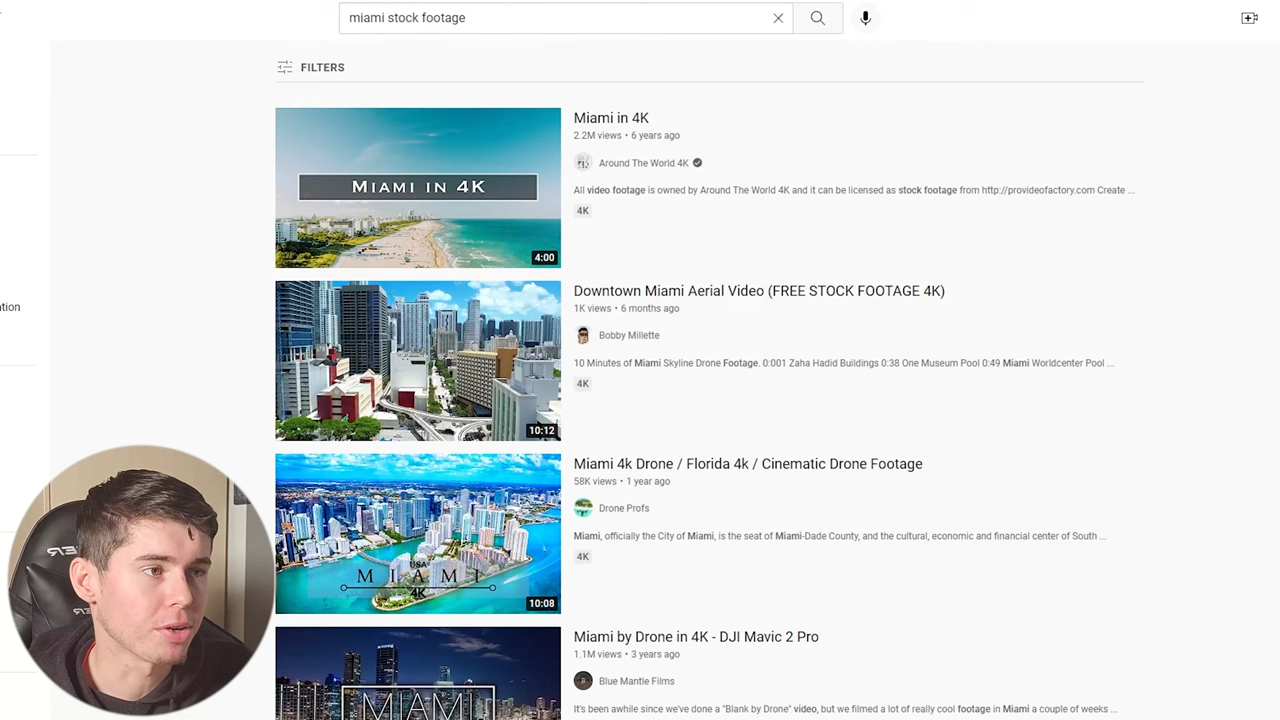 miami stock footage
FILTERS
MIAMI IN 4K
4:00
Miami in 4K
2.2M views • 6 years ago
Around The World 4K
All video footage is owned by Around The World 4K and it can be licensed as stock footage from http://provideofactory.com Create ...
4K
10:12
Downtown Miami Aerial Video (FREE STOCK FOOTAGE 4K)
1K views • 6 months ago
Bobby Millette
10 Minutes of Miami Skyline Drone Footage. 0:001 Zaha Hadid Buildings 0:38 One Museum Pool 0:49 Miami Worldcenter Pool ...
4K
USA
MIAMI
4K
10:08
Miami 4k Drone / Florida 4k / Cinematic Drone Footage
58K views • 1 year ago
Drone Profs
Miami, officially the City of Miami, is the seat of Miami-Dade County, and the cultural, economic and financial center of South ...
4K
MIAMI
Miami by Drone in 4K - DJI Mavic 2 Pro
1.1M views • 3 years ago
Blue Mantle Films
It's been awhile since we've done a "Blank by Drone" video, but we filmed a lot of really cool footage in Miami a couple of weeks ...
ation